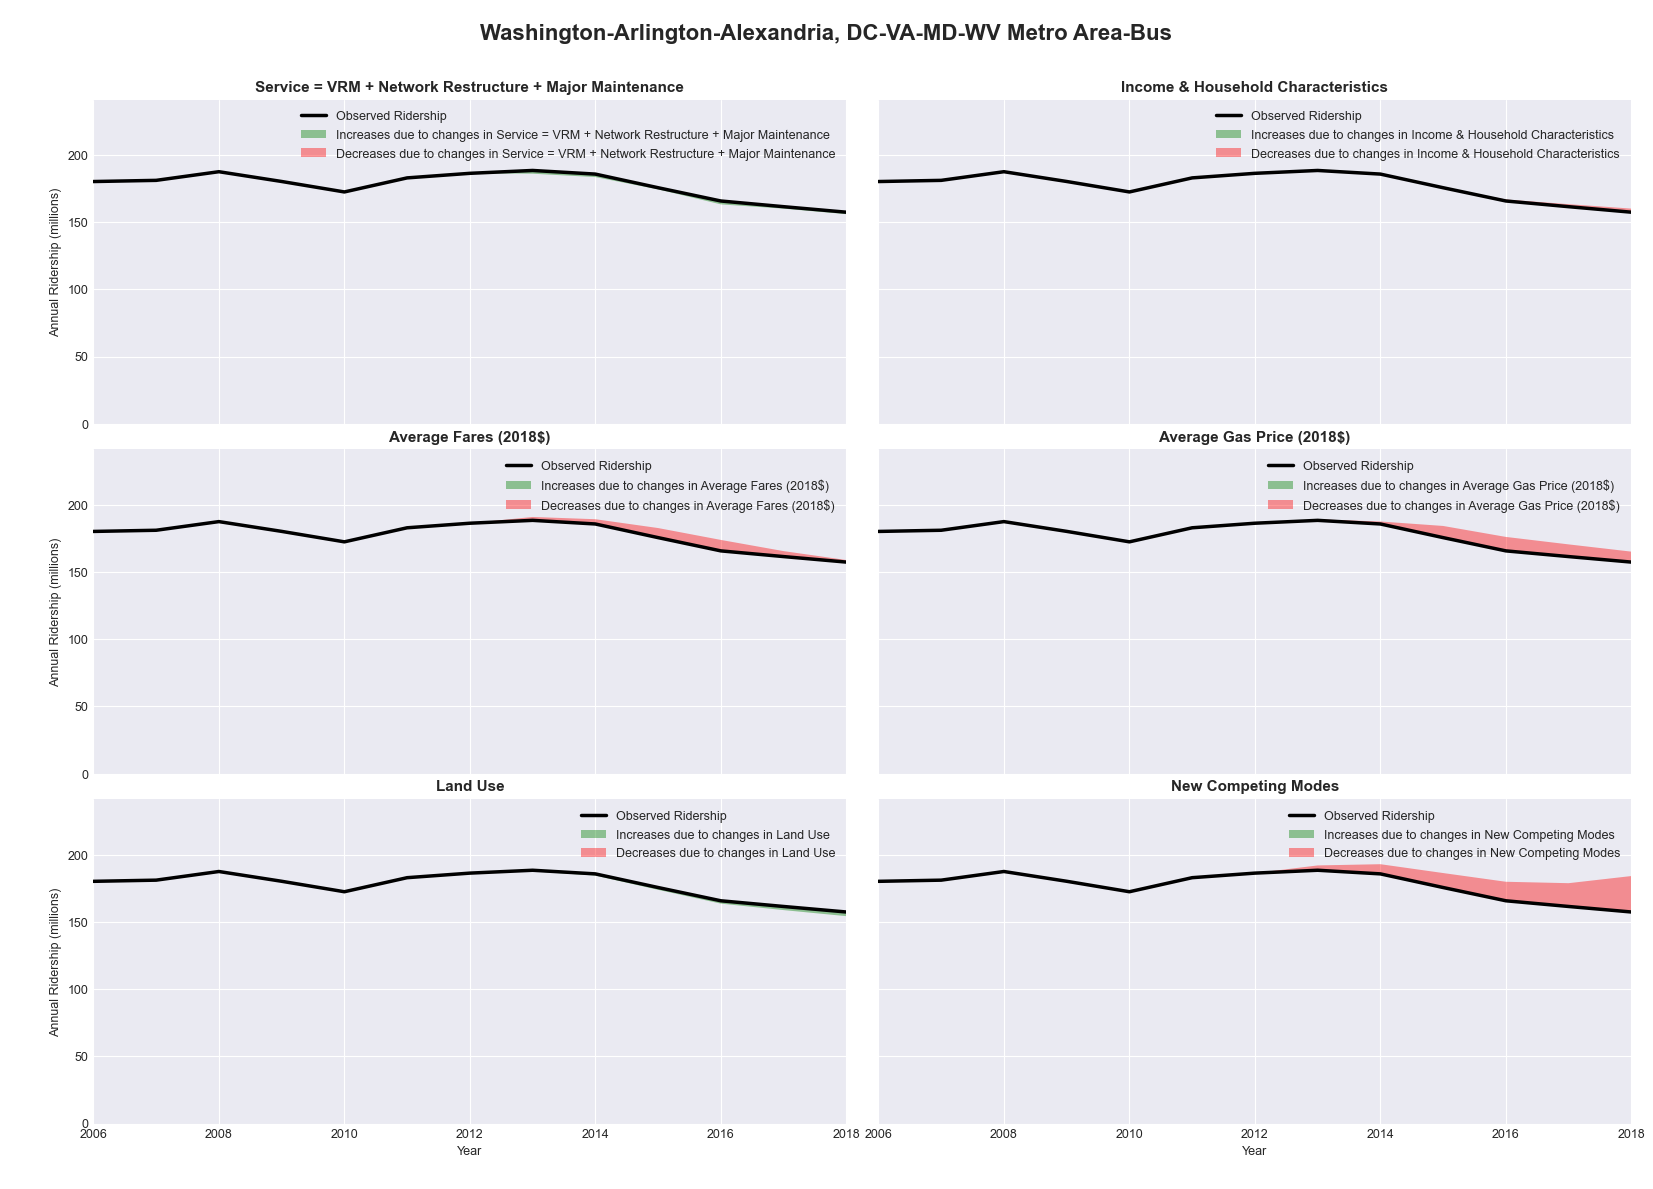 Washington-Arlington-Alexandria, DC-VA-MD-WV Metro Area-Bus
Service = VRM + Network Restructure + Major Maintenance
Observed Ridership
Increases due to changes in Service = VRM + Network Restructure + Major Maintenance
Decreases due to changes in Service = VRM + Network Restructure + Major Maintenance
200
150
100
50
0
Annual Ridership (millions)
Income & Household Characteristics
Observed Ridership
Increases due to changes in Income & Household Characteristics
Decreases due to changes in Income & Household Characteristics
Average Fares (2018$)
Observed Ridership
Increases due to changes in Average Fares (2018$)
Decreases due to changes in Average Fares (2018$)
200
150
100
50
0
Annual Ridership (millions)
Average Gas Price (2018$)
Observed Ridership
Increases due to changes in Average Gas Price (2018$)
Decreases due to changes in Average Gas Price (2018$)
Land Use
Observed Ridership
Increases due to changes in Land Use
Decreases due to changes in Land Use
200
150
100
50
0
Annual Ridership (millions)
2006 2008 2010 2012 2014 2016 2018
Year
New Competing Modes
Observed Ridership
Increases due to changes in New Competing Modes
Decreases due to changes in New Competing Modes
2006 2008 2010 2012 2014 2016 2018
Year